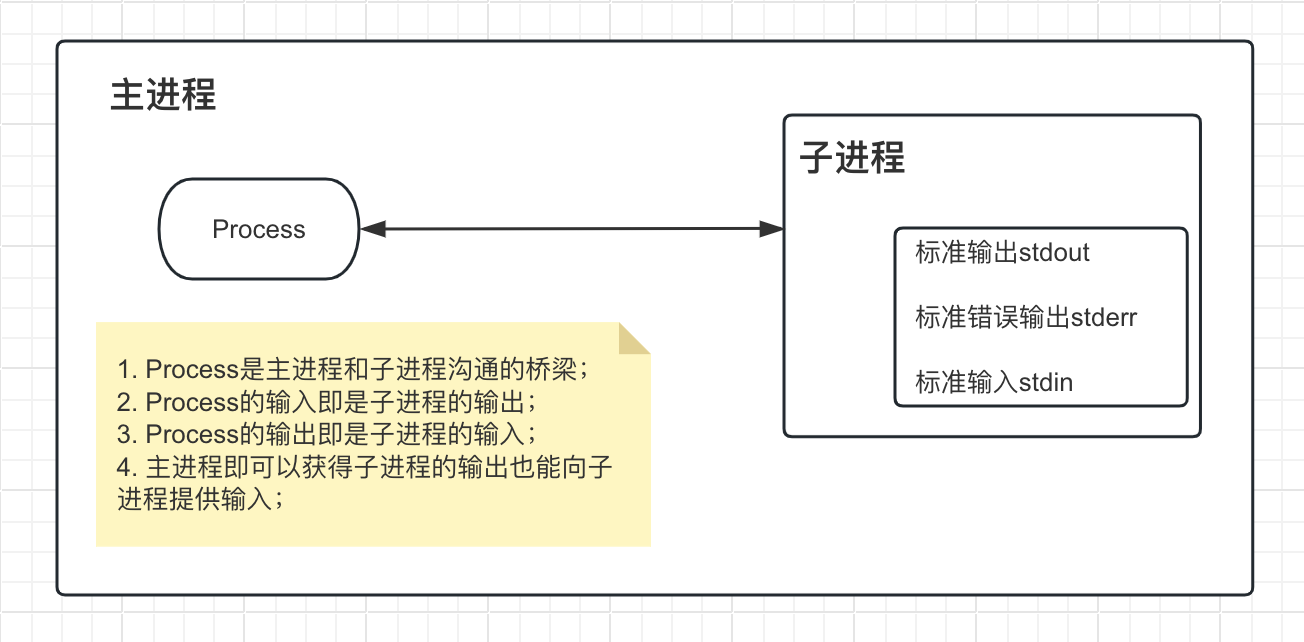 主进程
子进程
Process
标准输出stdout
标准错误输出stderr
标准输入stdin
1. Process是主进程和子进程沟通的桥梁；
2. Process的输入即是子进程的输出；
3. Process的输出即是子进程的输入；
4. 主进程即可以获得子进程的输出也能向子
进程提供输入；